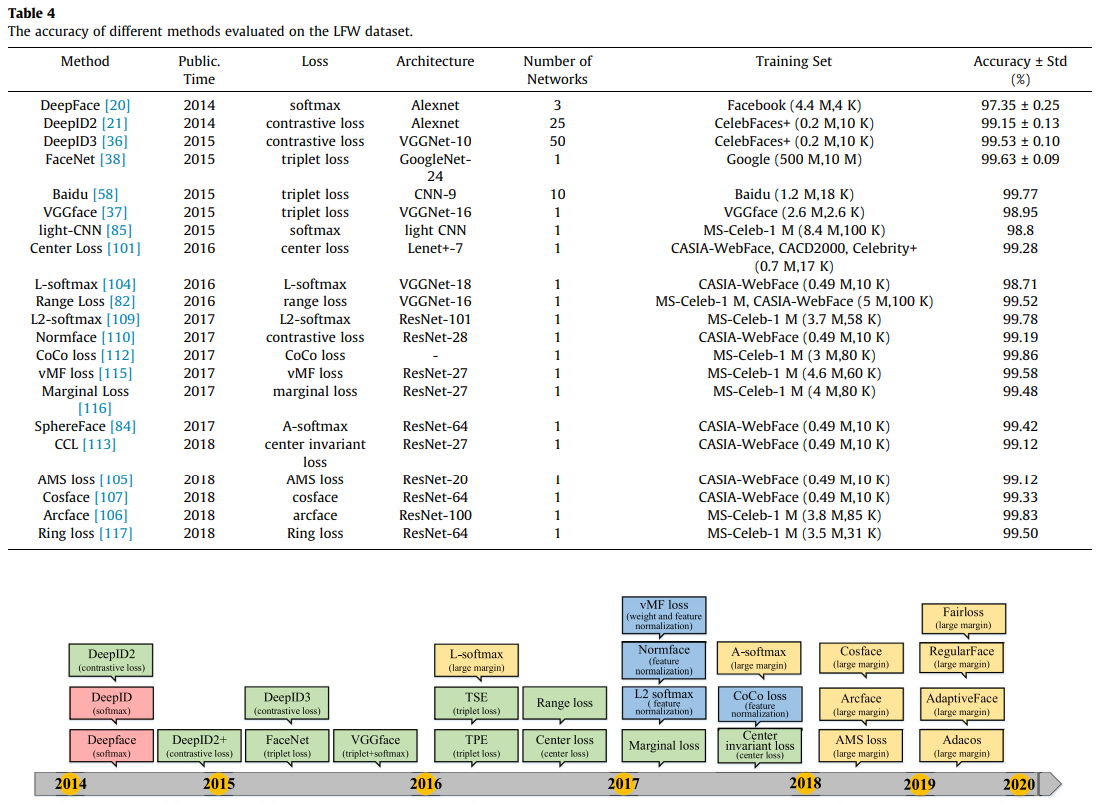 Table 4
The accuracy of different methods evaluated on the LFW dataset.
Method Public. Time Loss Architecture Number of Networks Training Set Accuracy ± Std (%)
DeepFace [20] 2014 softmax Alexnet 3 Facebook (4.4 M,4 K) 97.35 ± 0.25
DeepID2 [21] 2014 contrastive loss Alexnet 25 CelebFaces+ (0.2 M,10 K) 99.15 ± 0.13
DeepID3 [36] 2015 contrastive loss VGGNet-10 50 CelebFaces+ (0.2 M,10 K) 99.53 ± 0.10
FaceNet [38] 2015 triplet loss GoogleNet-24 1 Google (500 M,10 M) 99.63 ± 0.09
Baidu [58] 2015 triplet loss CNN-9 10 Baidu (1.2 M,18 K) 99.77
VGGface [37] 2015 triplet loss VGGNet-16 1 VGGface (2.6 M,2.6 K) 98.95
light-CNN [85] 2015 softmax light CNN 1 MS-Celeb-1 M (8.4 M,100 K) 98.8
Center Loss [101] 2016 center loss Lenet+-7 1 CASIA-WebFace, CACD2000, Celebrity+ (0.7 M,17 K) 99.28
L-softmax [104] 2016 L-softmax VGGNet-18 1 CASIA-WebFace (0.49 M,10 K) 98.71
Range Loss [82] 2016 range loss VGGNet-16 1 MS-Celeb-1 M, CASIA-WebFace (5 M,100 K) 99.52
L2-softmax [109] 2017 L2-softmax ResNet-101 1 MS-Celeb-1 M (3.7 M,58 K) 99.78
Normface [110] 2017 contrastive loss ResNet-28 1 CASIA-WebFace (0.49 M,10 K) 99.19
CoCo loss [112] 2017 CoCo loss - 1 MS-Celeb-1 M (3 M,80 K) 99.86
vMF loss [115] 2017 vMF loss ResNet-27 1 MS-Celeb-1 M (4.6 M,60 K) 99.58
Marginal Loss [116] 2017 marginal loss ResNet-27 1 MS-Celeb-1 M (4 M,80 K) 99.48
SphereFace [84] 2017 A-softmax ResNet-64 1 CASIA-WebFace (0.49 M,10 K) 99.42
CCL [113] 2018 center invariant loss ResNet-27 1 CASIA-WebFace (0.49 M,10 K) 99.12
AMS loss [105] 2018 AMS loss ResNet-20 1 CASIA-WebFace (0.49 M,10 K) 99.12
Cosface [107] 2018 cosface ResNet-64 1 CASIA-WebFace (0.49 M,10 K) 99.33
Arcface [106] 2018 arcface ResNet-100 1 MS-Celeb-1 M (3.8 M,85 K) 99.83
Ring loss [117] 2018 Ring loss ResNet-64 1 MS-Celeb-1 M (3.5 M,31 K) 99.50
DeepID2
(contrastive loss)
DeepID
(softmax)
Deepface
(softmax)
DeepID2+
(contrastive loss)
DeepID3
(contrastive loss)
FaceNet
(triplet loss)
VGGface
(triplet+softmax)
L-softmax
(large margin)
TSE
(triplet loss)
TPE
(triplet loss)
Range loss
Center loss
(center loss)
vMF loss
(weight and feature
normalization)
Normface
(feature
normalization)
L2 softmax
( feature
normalization)
Marginal loss
A-softmax
(large margin)
CoCo loss
(feature
normalization)
Center
invariant loss
(center loss)
Cosface
(large margin)
Arcface
(large margin)
AMS loss
(large margin)
Fairloss
(large margin)
RegularFace
(large margin)
AdaptiveFace
(large margin)
Adacos
(large margin)
2014 2015 2016 2017 2018 2019 2020